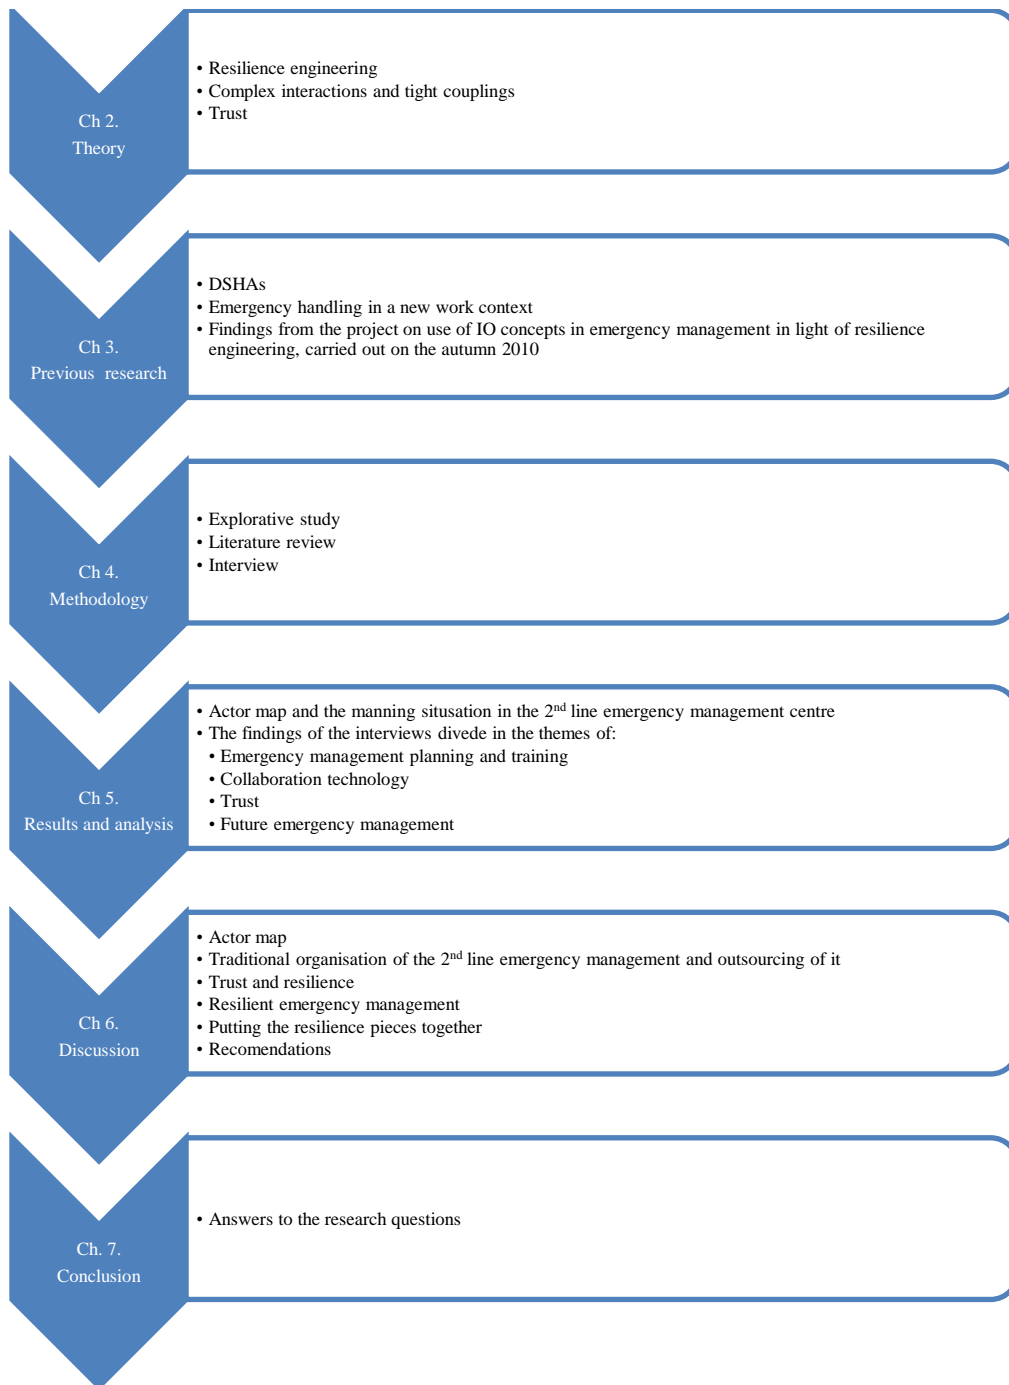 Ch 2.
Theory
• Resilience engineering
• Complex interactions and tight couplings
• Trust
Ch 3.
Previous research
• DSHAs
• Emergency handling in a new work context
• Findings from the project on use of IO concepts in emergency management in light of resilience
engineering, carried out on the autumn 2010
Ch 4.
Methodology
• Explorative study
• Literature review
• Interview
Ch 5.
Results and analysis
• Actor map and the manning situsation in the 2nd line emergency management centre
• The findings of the interviews divede in the themes of:
• Emergency management planning and training
• Collaboration technology
• Trust
• Future emergency management
Ch 6.
Discussion
• Actor map
• Traditional organisation of the 2nd line emergency management and outsourcing of it
• Trust and resilience
• Resilient emergency management
• Putting the resilience pieces together
• Recomendations
Ch. 7.
Conclusion
• Answers to the research questions